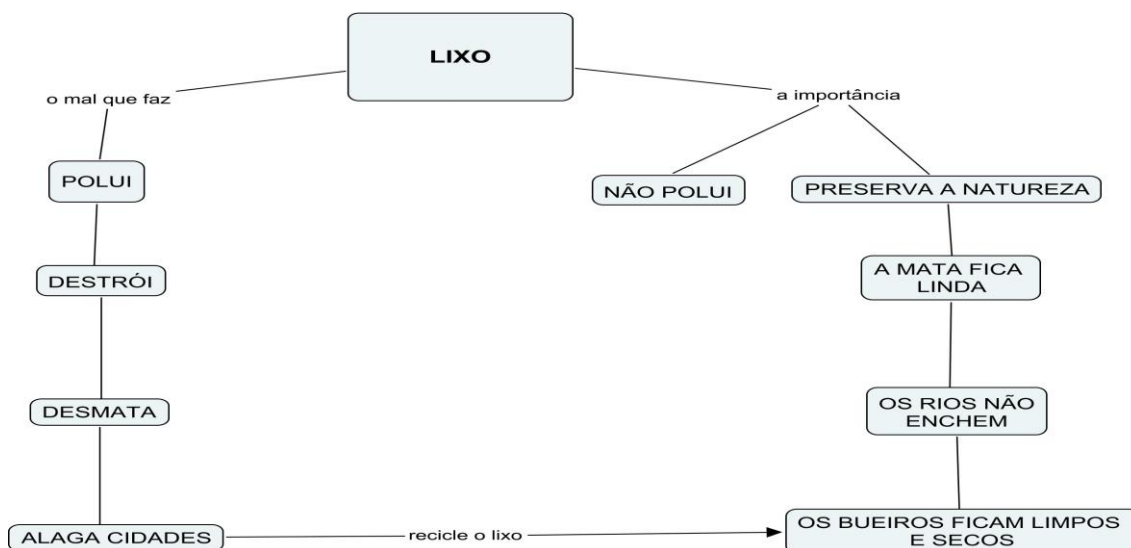 LIXO
o mal que faz
a importância
POLUI
NÃO POLUI
PRESERVA A NATUREZA
DESTRÓI
A MATA FICA
LINDA
DESMATA
OS RIOS NÃO
ENCHEM
ALAGA CIDADES
recicle o lixo
OS BUEIROS FICAM LIMPOS
E SECOS